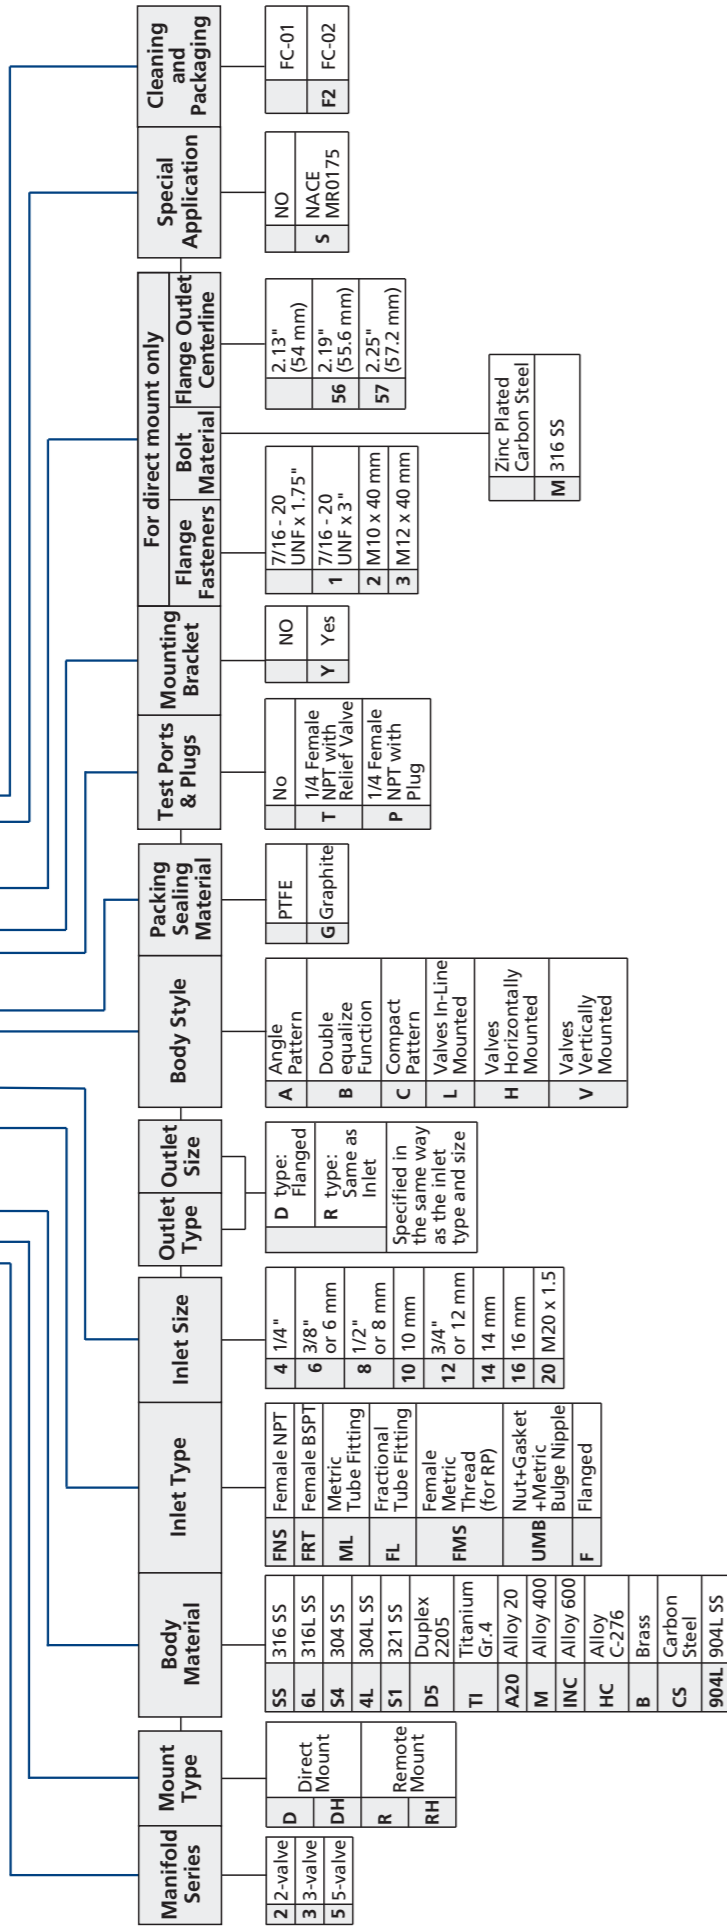 Manifold
Series
2 2-valve
3 3-valve
5 5-valve
Mount
Type
D
Direct
Mount
DH
R
Remote
Mount
RH
Body
Material
SS 316 SS
6L 316L SS
S4 304 SS
4L 304L SS
S1 321 SS
D5 Duplex
2205
TI Titanium
Gr.4
A20 Alloy 20
M Alloy 400
INC Alloy 600
HC Alloy
C-276
B Brass
CS Carbon
Steel
904L 904L SS
Inlet Type
FNS Female NPT
FRT Female BSPT
ML Metric
Tube Fitting
FL Fractional
Tube Fitting
FMS Female
Metric
Thread
(for RP)
UMB Nut+Gasket
+Metric
Bulge Nipple
F Flanged
Inlet Size
4 1/4"
6 3/8"
or 6 mm
8 1/2"
or 8 mm
10 10 mm
12 3/4"
or 12 mm
14 14 mm
16 16 mm
20 M20 x 1.5
Outlet
Type
Outlet
Size
D type:
Flanged
R type:
Same as
Inlet
Specified in
the same way
as the inlet
type and size
Body Style
A Angle
Pattern
B Double
equalize
Function
C Compact
Pattern
L Valves In-Line
Mounted
H Valves
Horizontally
Mounted
V Valves
Vertically
Mounted
Packing
Sealing
Material
PTFE
G Graphite
Test Ports
& Plugs
No
T 1/4 Female
NPT with
Relief Valve
P 1/4 Female
NPT with
Plug
Mounting
Bracket
NO
Y Yes
For direct mount only
Flange
Fasteners
7/16 - 20
UNF x 1.75"
1 7/16 - 20
UNF x 3"
2 M10 x 40 mm
3 M12 x 40 mm
Bolt
Material
Zinc Plated
Carbon Steel
M 316 SS
Flange Outlet
Centerline
2.13"
(54 mm)
56 2.19"
(55.6 mm)
57 2.25"
(57.2 mm)
Special
Application
NO
S NACE
MR0175
Cleaning
and
Packaging
FC-01
F2 FC-02